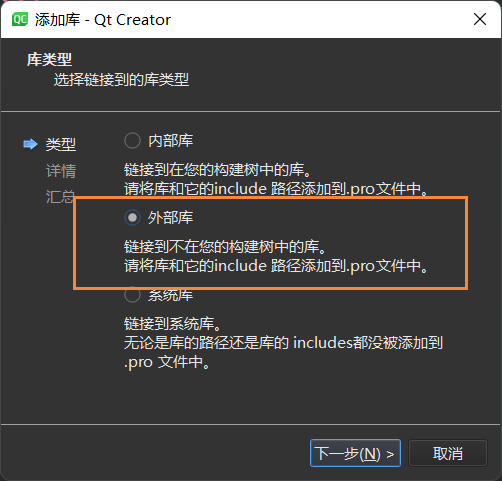 QC 添加库 - Qt Creator
库类型
选择链接到的库类型
类型
详情
汇总
内部库
链接到在您的构建树中的库。
请将库和它的include 路径添加到.pro文件中。
外部库
链接到不在您的构建树中的库。
请将库和它的include 路径添加到.pro文件中。
系统库
链接到系统库。
无论是库的路径还是库的 includes都没被添加到
.pro 文件中。
下一步(N) >
取消